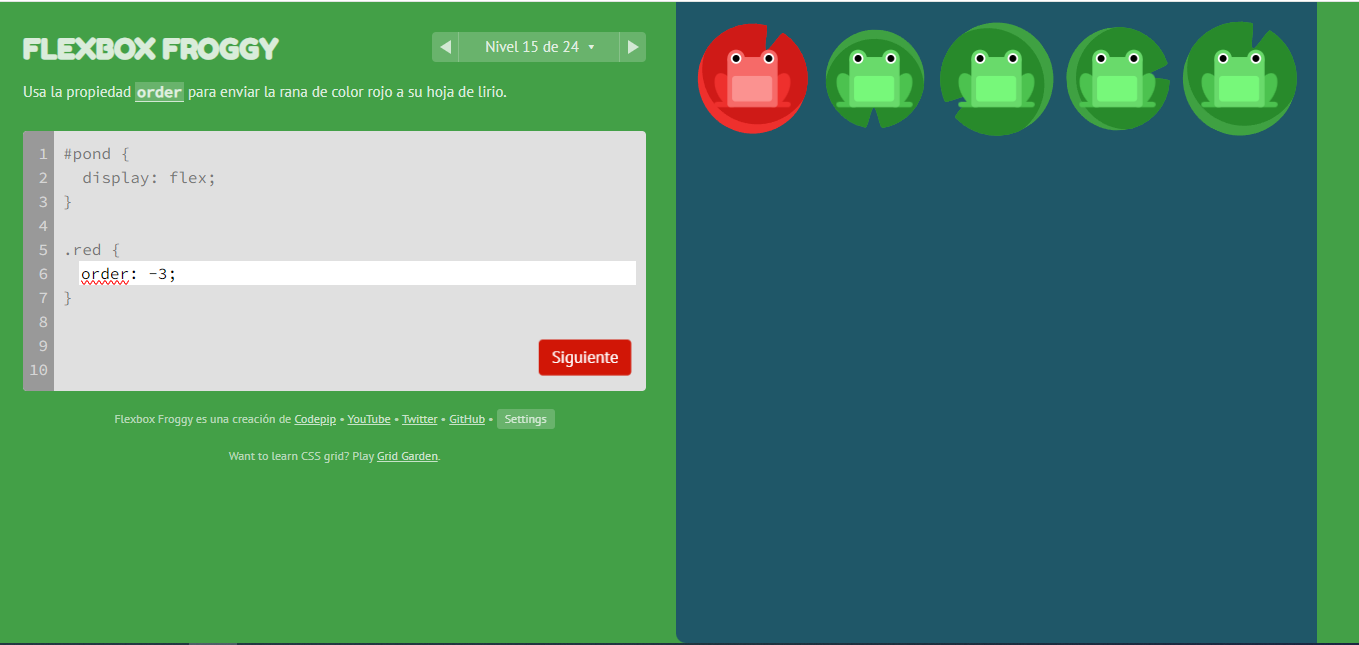 FLEXBOX FROGGY
Nivel 15 de 24
Usa la propiedad order para enviar la rana de color rojo a su hoja de lirio.
1 #pond {
2 display: flex;
3 }
4
5 .red {
6 order: -3;
7 }
8
9
10
Siguiente
Flexbox Froggy es una creación de Codepip • YouTube • Twitter • GitHub • Settings
Want to learn CSS grid? Play Grid Garden.